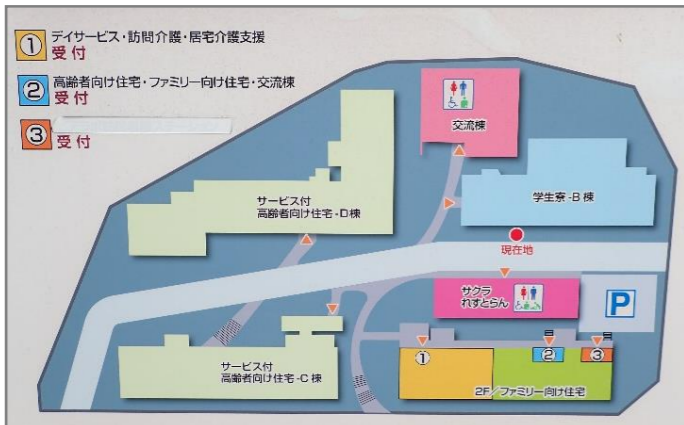 ① デイサービス・訪問介護・居宅介護支援
受付
② 高齢者向け住宅・ファミリー向け住宅・交流棟
受付
③
受付
交流棟
サービス付
高齢者向け住宅-D棟
学生寮-B棟
現在地
サクラ
れすとらん
P
サービス付
高齢者向け住宅-C棟
①
②
③
2F/ファミリー向け住宅